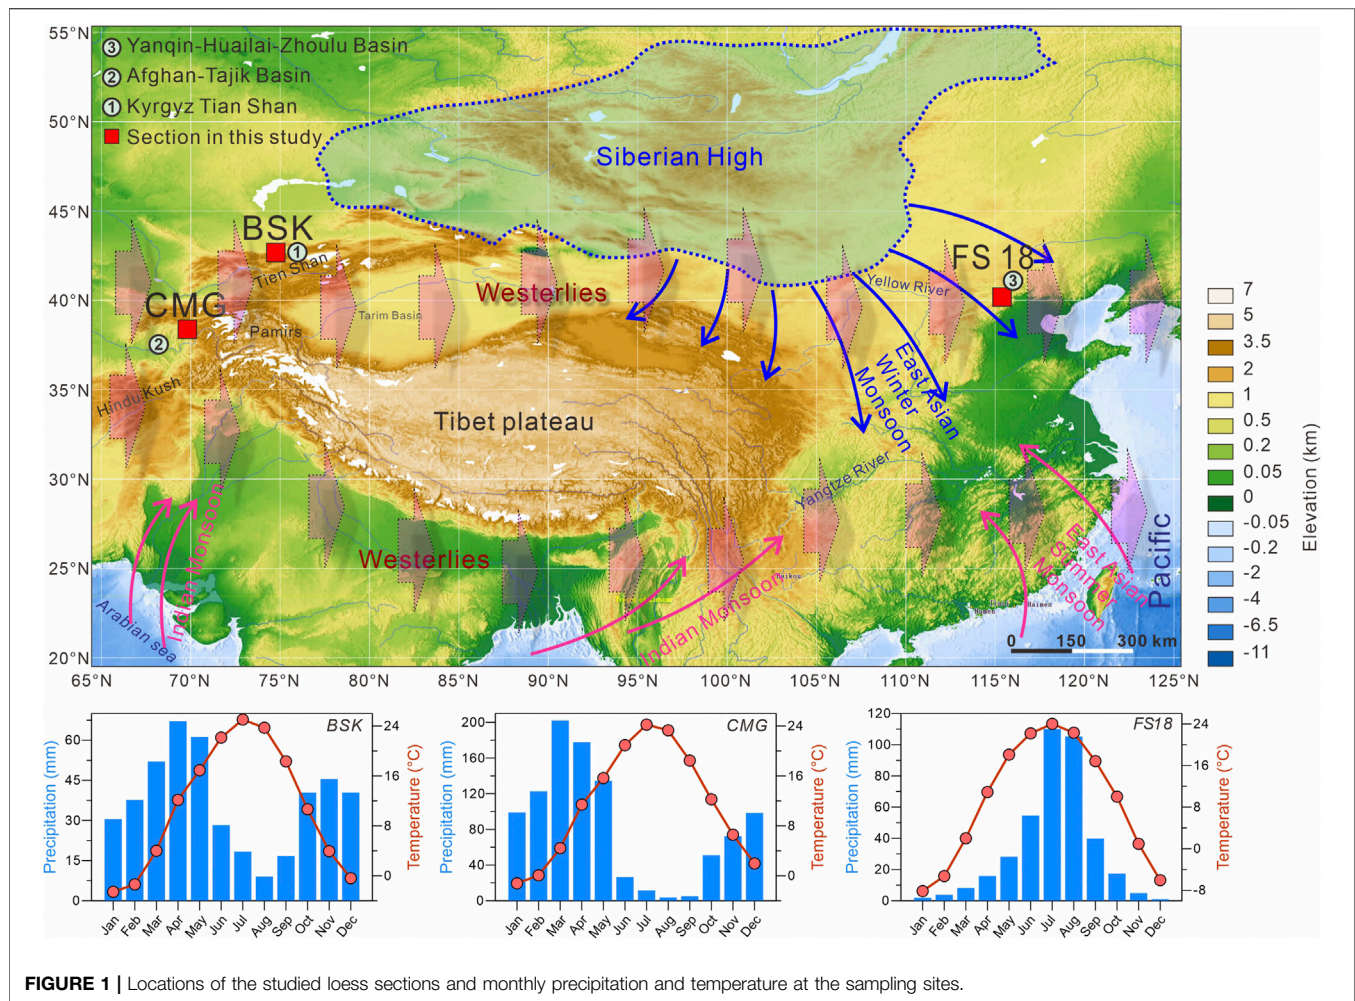 55°N
50°N
45°N
40°N
35°N
30°N
25°N
20°N
③ Yanqin-Huailai-Zhoulu Basin
② Afghan-Tajik Basin
① Kyrgyz Tian Shan
Section in this study
Siberian High
BSK
①
Tien Shan
CMG
②
Pamirs
Hindu Kush
Tarim Basin
Westerlies
FS 18
③
Yellow River
East Asian
Winter
Monsoon
Tibet plateau
Yangtze River
Westerlies
Indian Monsoon
Arabian sea
Indian Monsoon
East Asian
Summer
Monsoon
Pacific
Haikou
Haimen
0 150 300 km
65°N 70°N 75°N 80°N 85°N 90°N 95°N 100°N 105°N 110°N 115°N 120°N 125°N
7
5
3.5
2
1
0.5
0.2
0.05
0
-0.05
-0.2
-2
-4
-6.5
-11
Elevation (km)
BSK
Precipitation (mm)
60
45
30
15
0
24
16
8
0
Temperature (°C)
Jan Feb Mar Apr May Jun Jul Aug Sep Oct Nov Dec
CMG
Precipitation (mm)
200
160
120
80
40
0
24
16
8
0
Temperature (°C)
Jan Feb Mar Apr May Jun Jul Aug Sep Oct Nov Dec
FS18
Precipitation (mm)
120
100
80
60
40
20
0
24
16
8
0
-8
Temperature (°C)
Jan Feb Mar Apr May Jun Jul Aug Sep Oct Nov Dec
FIGURE 1 | Locations of the studied loess sections and monthly precipitation and temperature at the sampling sites.